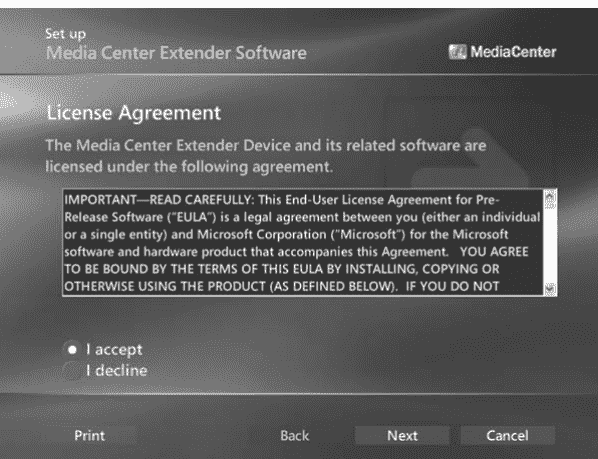 Set up
Media Center Extender Software
MediaCenter
License Agreement
The Media Center Extender Device and its related software are
licensed under the following agreement.
IMPORTANT—READ CAREFULLY: This End-User License Agreement for Pre-
Release Software ("EULA") is a legal agreement between you (either an individual
or a single entity) and Microsoft Corporation ("Microsoft") for the Microsoft
software and hardware product that accompanies this Agreement.   YOU AGREE
TO BE BOUND BY THE TERMS OF THIS EULA BY INSTALLING, COPYING OR
OTHERWISE USING THE PRODUCT (AS DEFINED BELOW).  IF YOU DO NOT
I accept
I decline
Print
Back
Next
Cancel